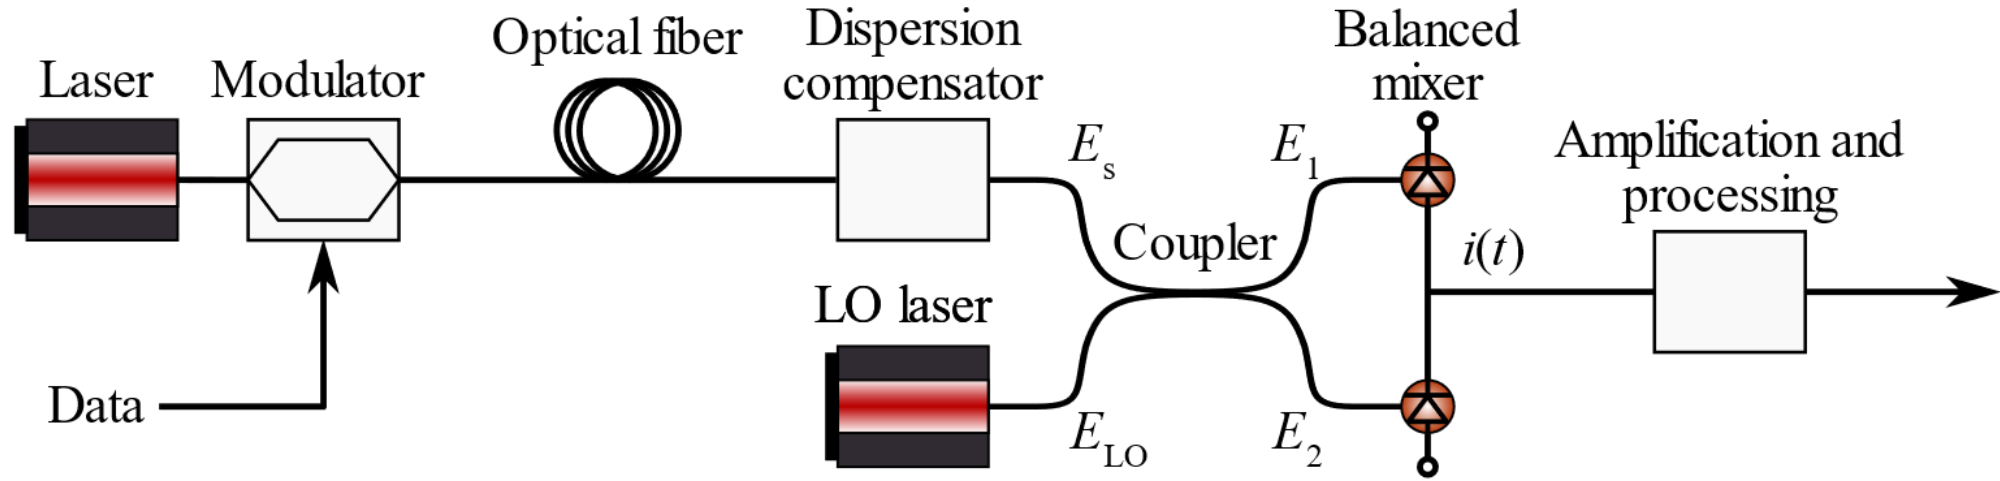 Laser
Modulator
Optical fiber
Dispersion
compensator
Balanced
mixer
Amplification and
processing
Es
E1
Coupler
i(t)
LO laser
Data
ELO
E2